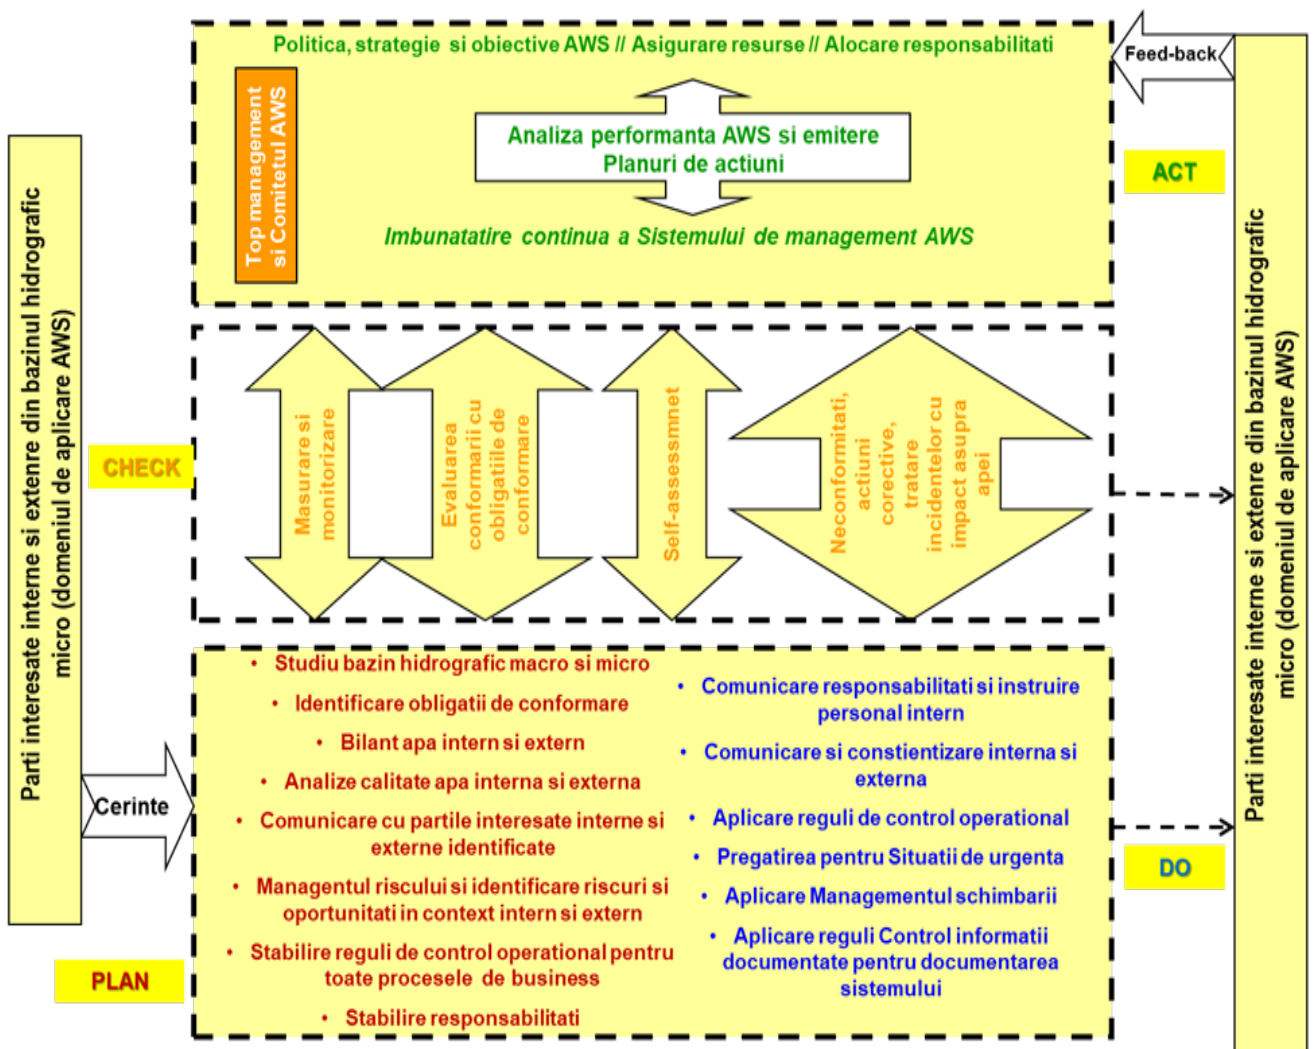 Politica, strategie si obiective AWS // Asigurare resurse // Alocare responsabilitati
Feed-back
Top management
si Comitetul AWS
Analiza performanta AWS si emitere
Planuri de actiuni
ACT
Imbunatatire continua a Sistemului de management AWS
Parti interesate interne si extenre din bazinul hidrografic
micro (domeniul de aplicare AWS)
Parti interesate interne si extenre din bazinul hidrografic
micro (domeniul de aplicare AWS)
CHECK
Masurare si
monitorizare
Evaluarea
conformarii cu
obligatiile de
conformare
Self-assessmnet
Neconformitati,
actiuni
corective,
tratare
incidentelor cu
impact asupra
apei
Cerinte
PLAN
• Studiu bazin hidrografic macro si micro
• Identificare obligatii de conformare
• Bilant apa intern si extern
• Analize calitate apa interna si externa
• Comunicare cu partile interesate interne si
externe identificate
• Managentul riscului si identificare riscuri si
oportunitati in context intern si extern
• Stabilire reguli de control operational pentru
toate procesele de business
• Stabilire responsabilitati
• Comunicare responsabilitati si instruire
personal intern
• Comunicare si constientizare interna si
externa
• Aplicare reguli de control operational
• Pregatirea pentru Situatii de urgenta
• Aplicare Managementul schimbarii
• Aplicare reguli Control informatii
documentate pentru documentarea
sistemului
DO